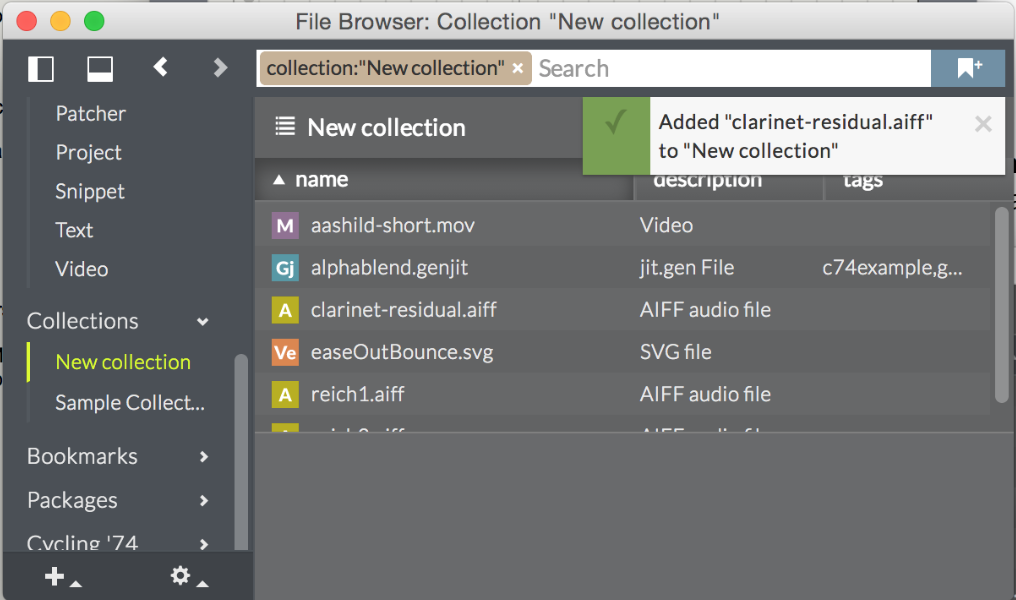 File Browser: Collection "New collection"
collection:"New collection" × Search
Patcher
Project
Snippet
Text
Video
Collections
New collection
Sample Collect...
Bookmarks
Packages
Cycling '74
New collection
Added "clarinet-residual.aiff"
to "New collection"
name description tags
M aashild-short.mov Video
Gj alphablend.genjit jit.gen File c74example,g...
A clarinet-residual.aiff AIFF audio file
Ve easeOutBounce.svg SVG file
A reich1.aiff AIFF audio file